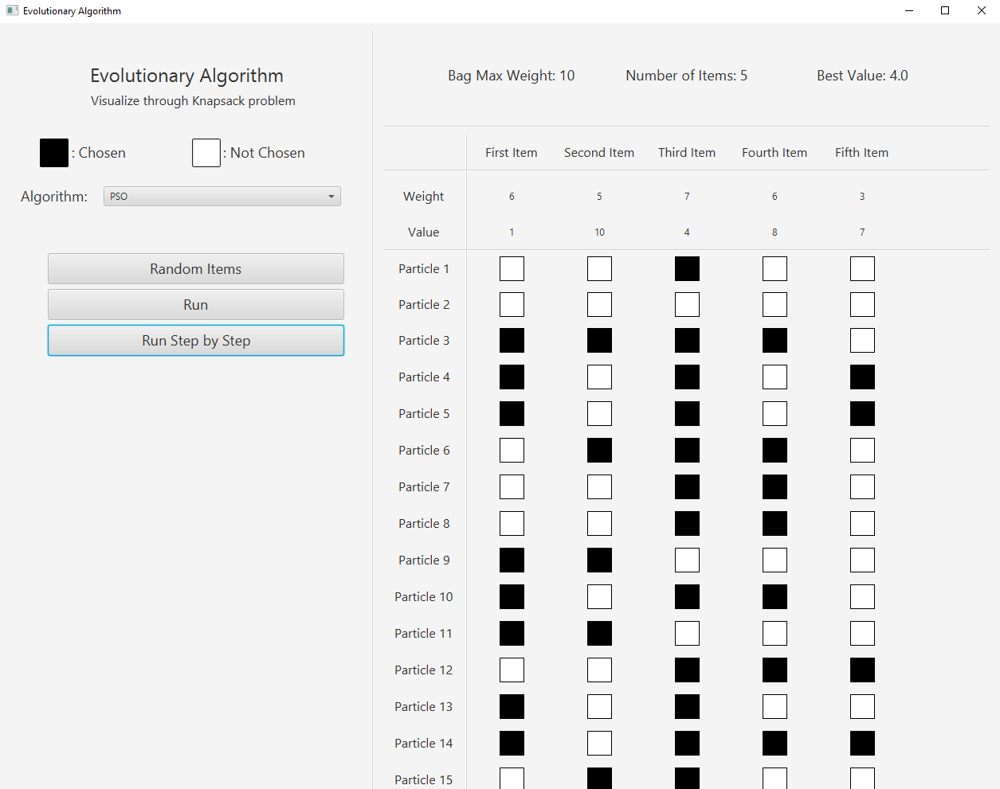 Evolutionary Algorithm
Evolutionary Algorithm
Visualize through Knapsack problem
: Chosen
: Not Chosen
Algorithm: PSO
Random Items
Run
Run Step by Step
Bag Max Weight: 10 Number of Items: 5 Best Value: 4.0
First Item Second Item Third Item Fourth Item Fifth Item
Weight 6 5 7 6 3
Value 1 10 4 8 7
Particle 1
Particle 2
Particle 3
Particle 4
Particle 5
Particle 6
Particle 7
Particle 8
Particle 9
Particle 10
Particle 11
Particle 12
Particle 13
Particle 14
Particle 15